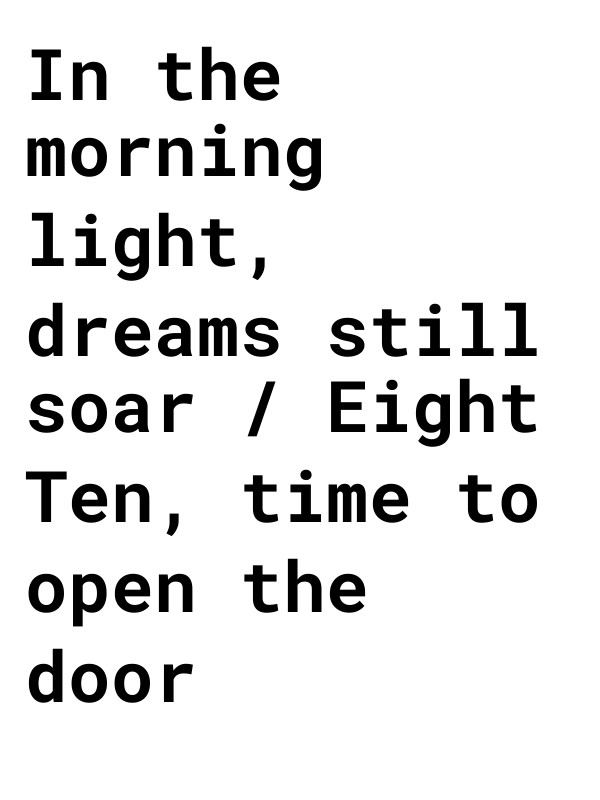 In the
morning
light,
dreams still
soar / Eight
Ten, time to
open the
door